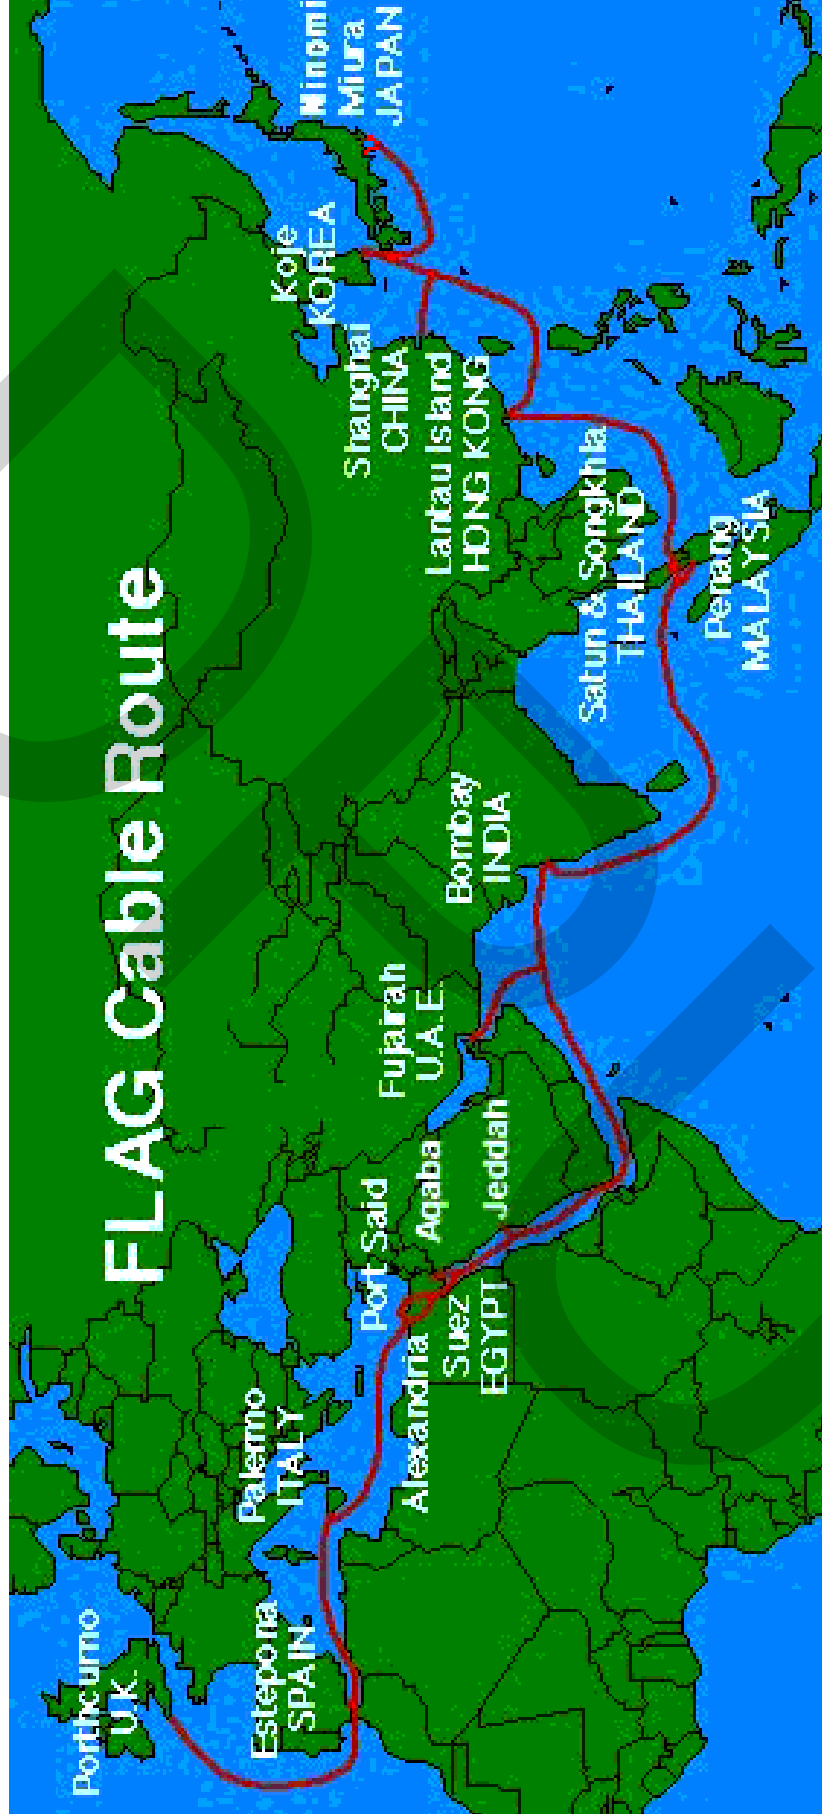 FLAG Cable Route
Porthcurno
U.K.
Estepona
SPAIN
Palermo
ITALY
Alexandria
Port Said
Suez
EGYPT
Aqaba
Jeddah
Fujairah
U.A.E.
Bombay
INDIA
Satun & Songkhla
THAILAND
Penang
MALAYSIA
Lantau Island
HONG KONG
Shanghai
CHINA
Koje
KOREA
Ninomi
Miura
JAPAN